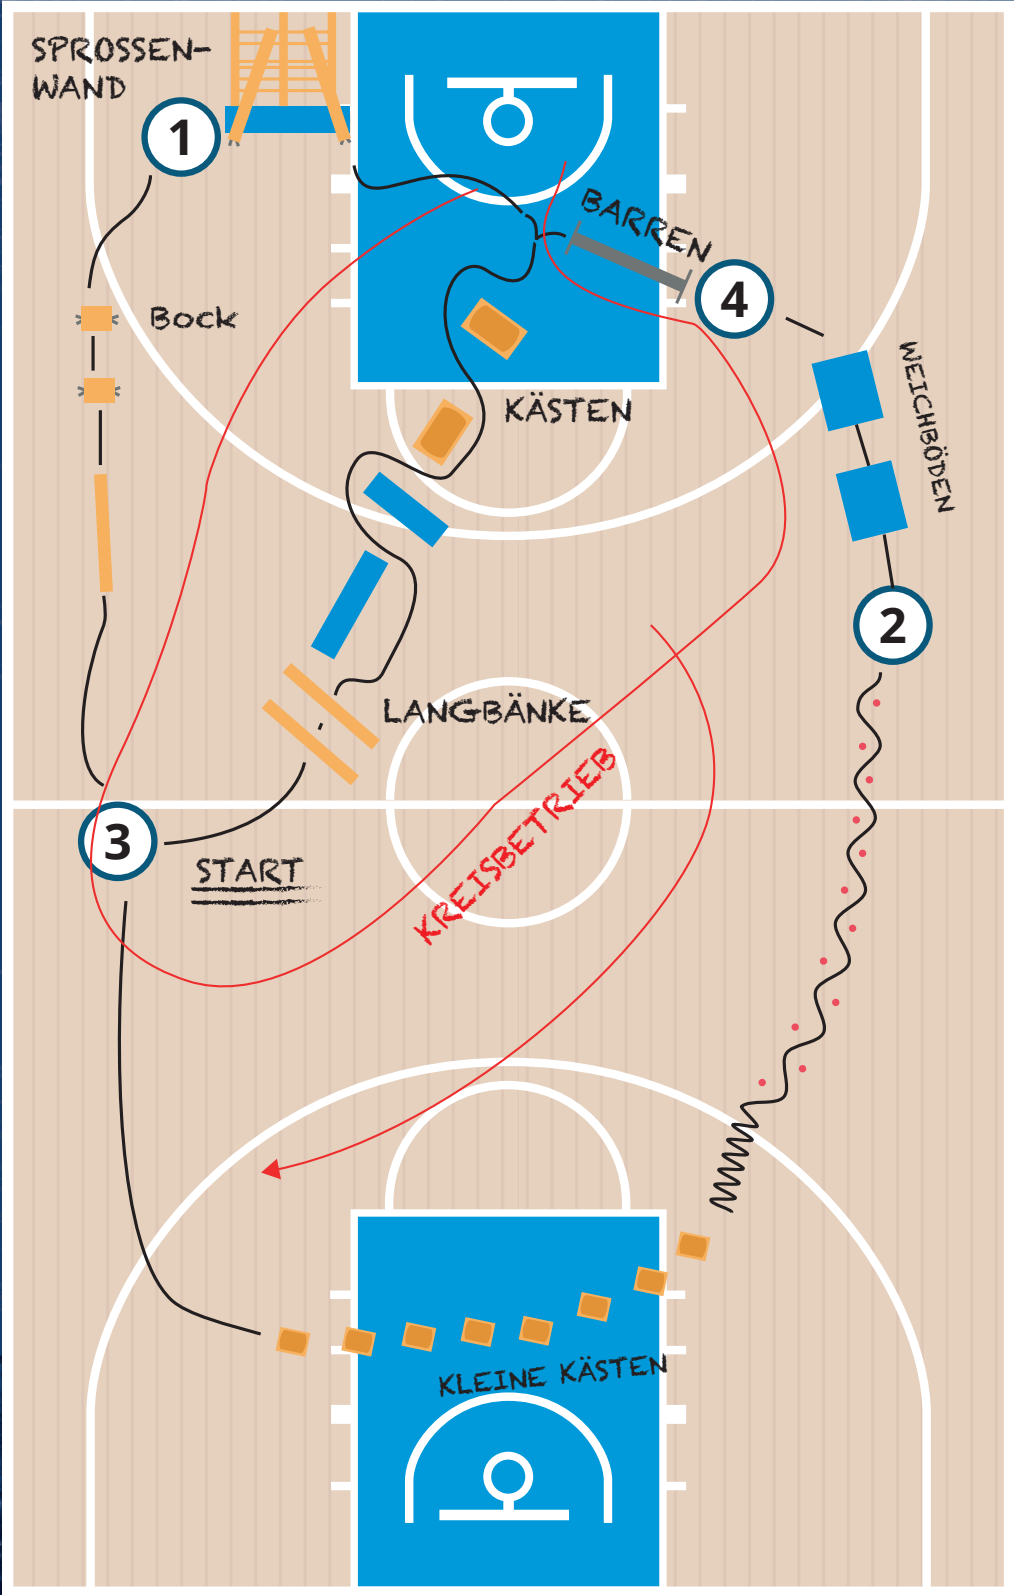 SPROSSEN-
WAND
1
BARREN
4
Bock
WEICHBÖDEN
KÄSTEN
2
LANGBÄNKE
KREISBETRIEB
3
START
KLEINE KÄSTEN